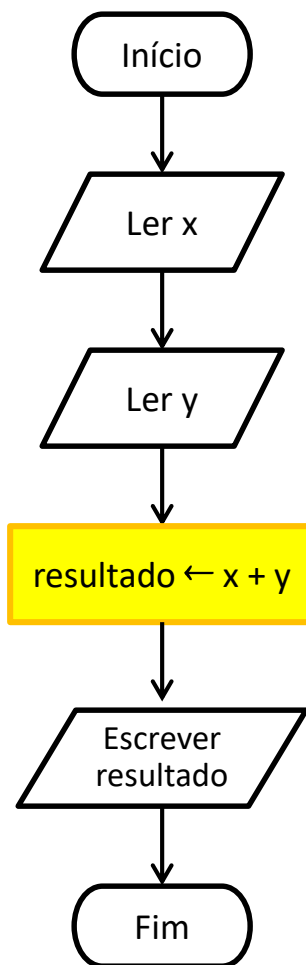 Início
Ler x
Ler y
resultado ← x + y
Escrever
resultado
Fim